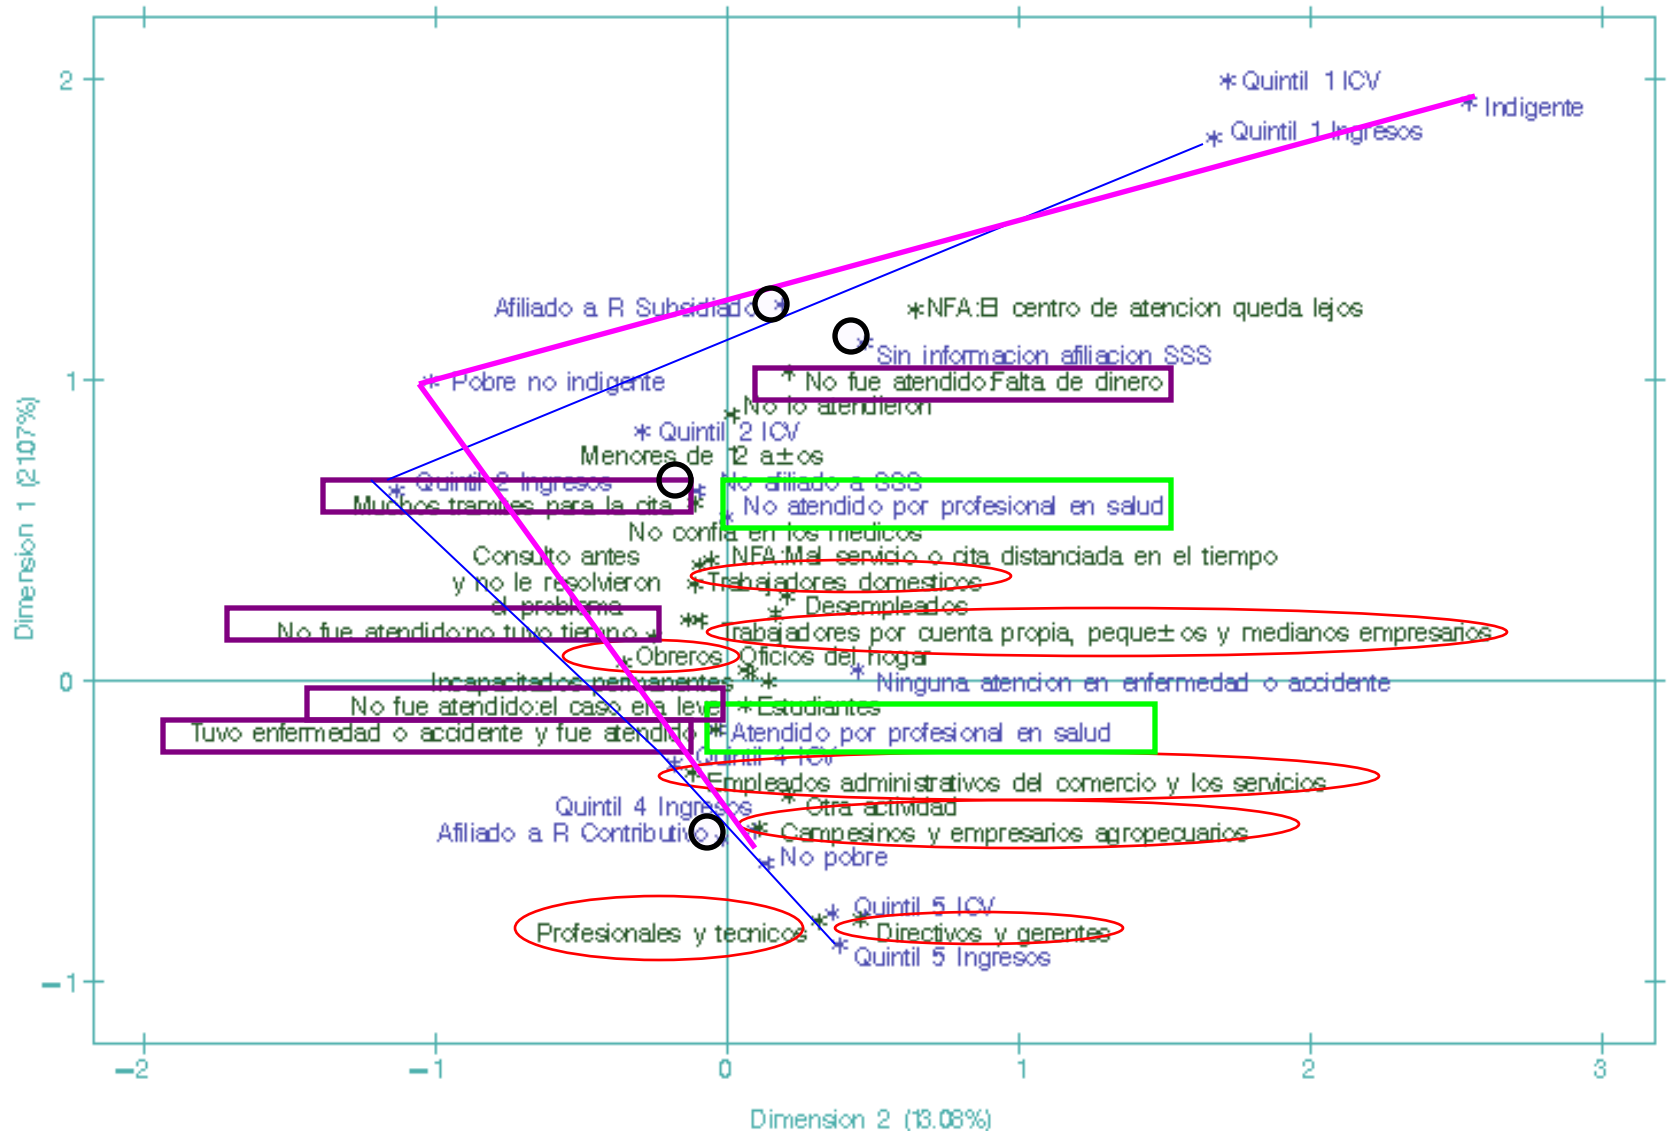 2
* Quintil 1 ICV
* Indigente
* Quintil 1 Ingresos
Afiliado a R Subsidiado *
*NFA:El centro de atencion queda lejos
* Sin informacion afiliacion SSS
1
* Pobre no indigente
* No fue atendido:Falta de dinero
* No lo atendieron
* Quintil 2 ICV
Menores de 12 a±os
* Quintil 2 Ingresos
* No afiliado a SSS
Muchos tramites para la cita *
* No atendido por profesional en salud
No confia en los medicos
Consulto antes
y no le resolvieron
el problema
* NFA:Mal servicio o cita distanciada en el tiempo
* Trabajadores domesticos
* Desempleados
No fue atendido:no tuvo tiempo *
* Trabajadores por cuenta propia, peque±os y medianos empresarios
* Obreros
Oficios del hogar
0
Incapacitados permanentes
* Ninguna atencion en enfermedad o accidente
No fue atendido:el caso era leve
* Estudiantes
Tuvo enfermedad o accidente y fue atendido
* Atendido por profesional en salud
* Quintil 4 ICV
* Empleados administrativos del comercio y los servicios
Quintil 4 Ingresos
* Otra actividad
Afiliado a R Contributivo *
* Campesinos y empresarios agropecuarios
* No pobre
* Quintil 5 ICV
Profesionales y tecnicos *
* Directivos y gerentes
* Quintil 5 Ingresos
−1
−2 −1 0 1 2 3
Dimension 1 (21.07%)
Dimension 2 (13.08%)